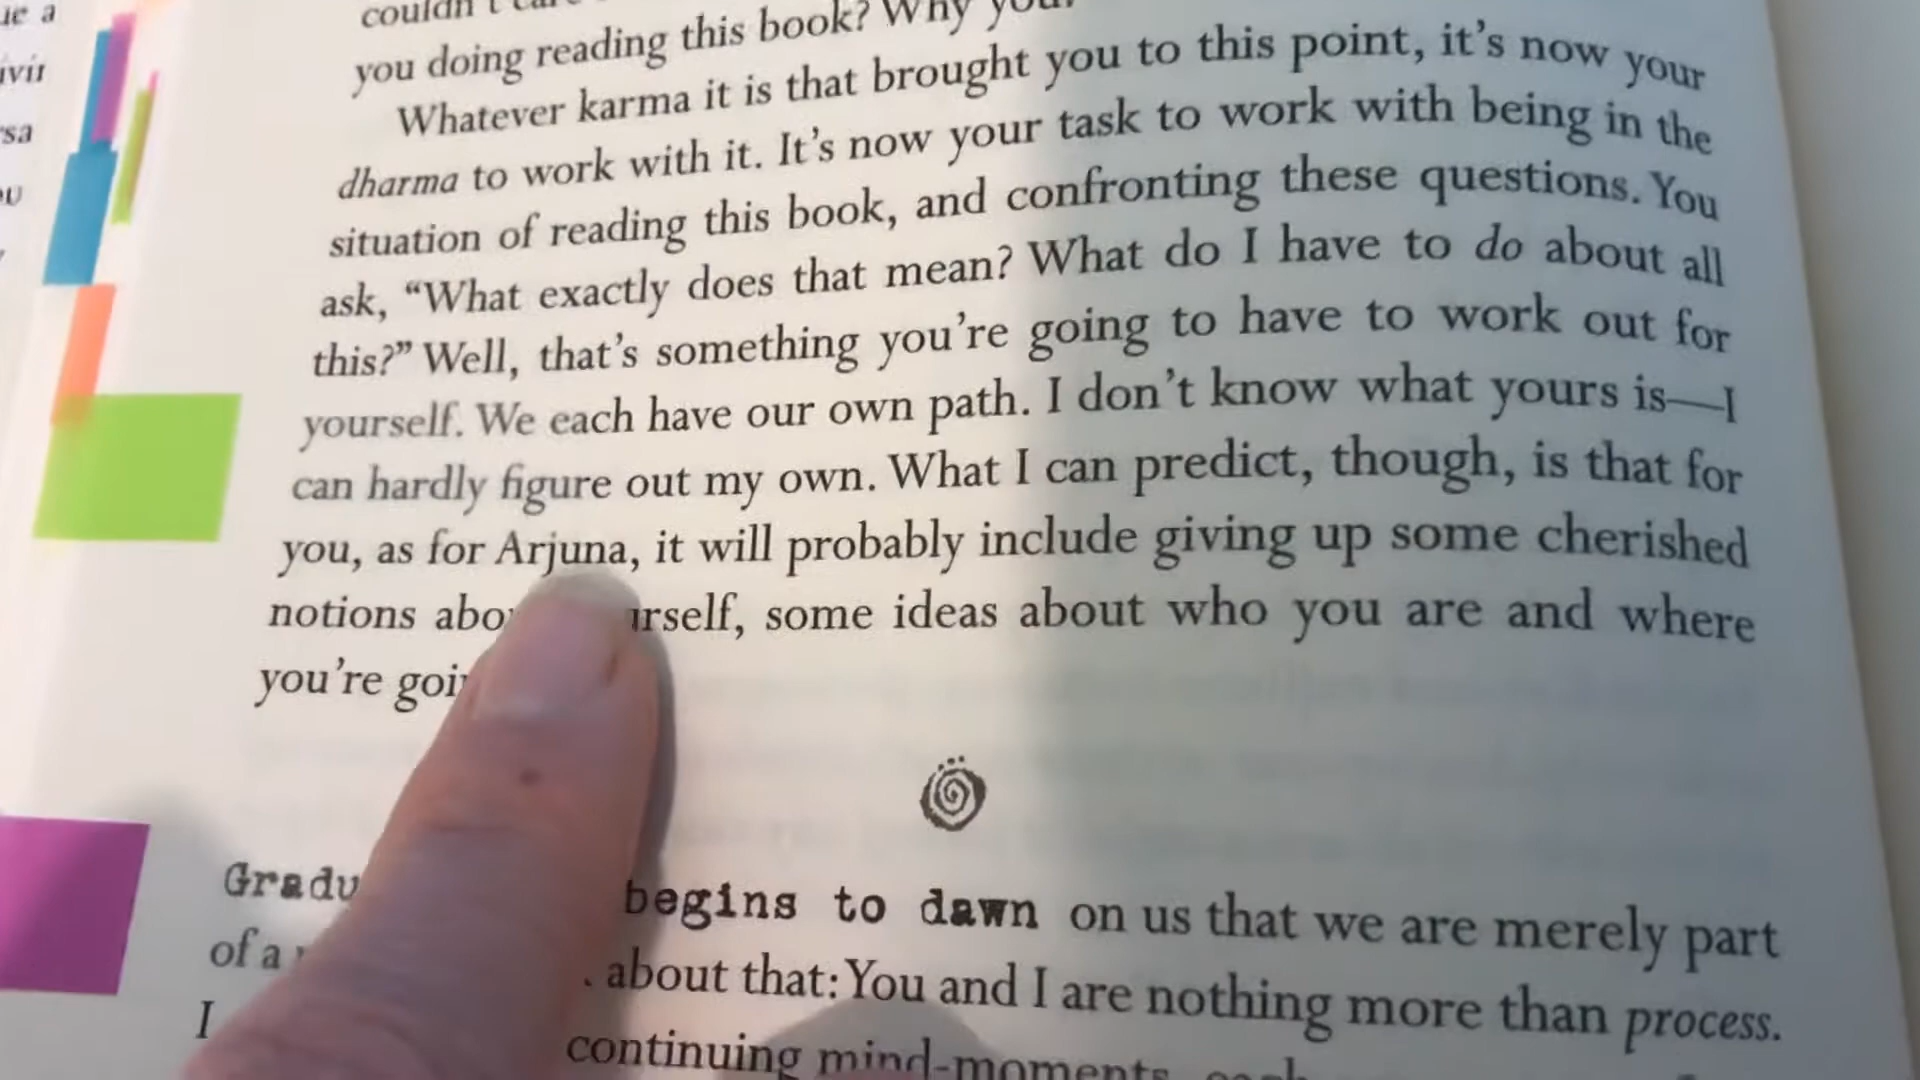 you doing reading this book? Why you?
Whatever karma it is that brought you to this point, it's now your
dharma to work with it. It's now your task to work with being in the
situation of reading this book, and confronting these questions. You
ask, “What exactly does that mean? What do I have to do about all
this?” Well, that's something you're going to have to work out for
yourself. We each have our own path. I don't know what yours is—I
can hardly figure out my own. What I can predict, though, is that for
you, as for Arjuna, it will probably include giving up some cherished
notions some ideas about who you are and where
you're
begins to dawn on us that we are merely part
of a about that: You and I are nothing more than process.
I continuing mind-moments